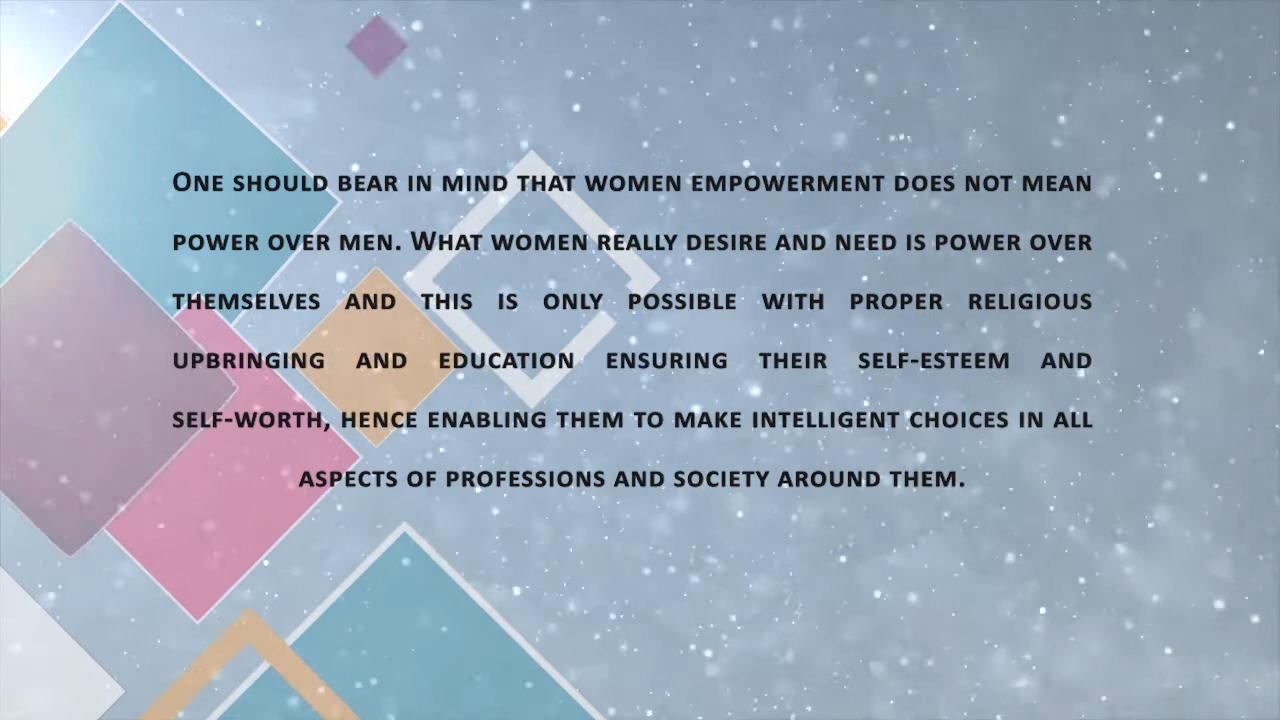 One should bear in mind that women empowerment does not mean
power over men. What women really desire and need is power over
themselves and this is only possible with proper religious
upbringing and education ensuring their self-esteem and
self-worth, hence enabling them to make intelligent choices in all
aspects of professions and society around them.